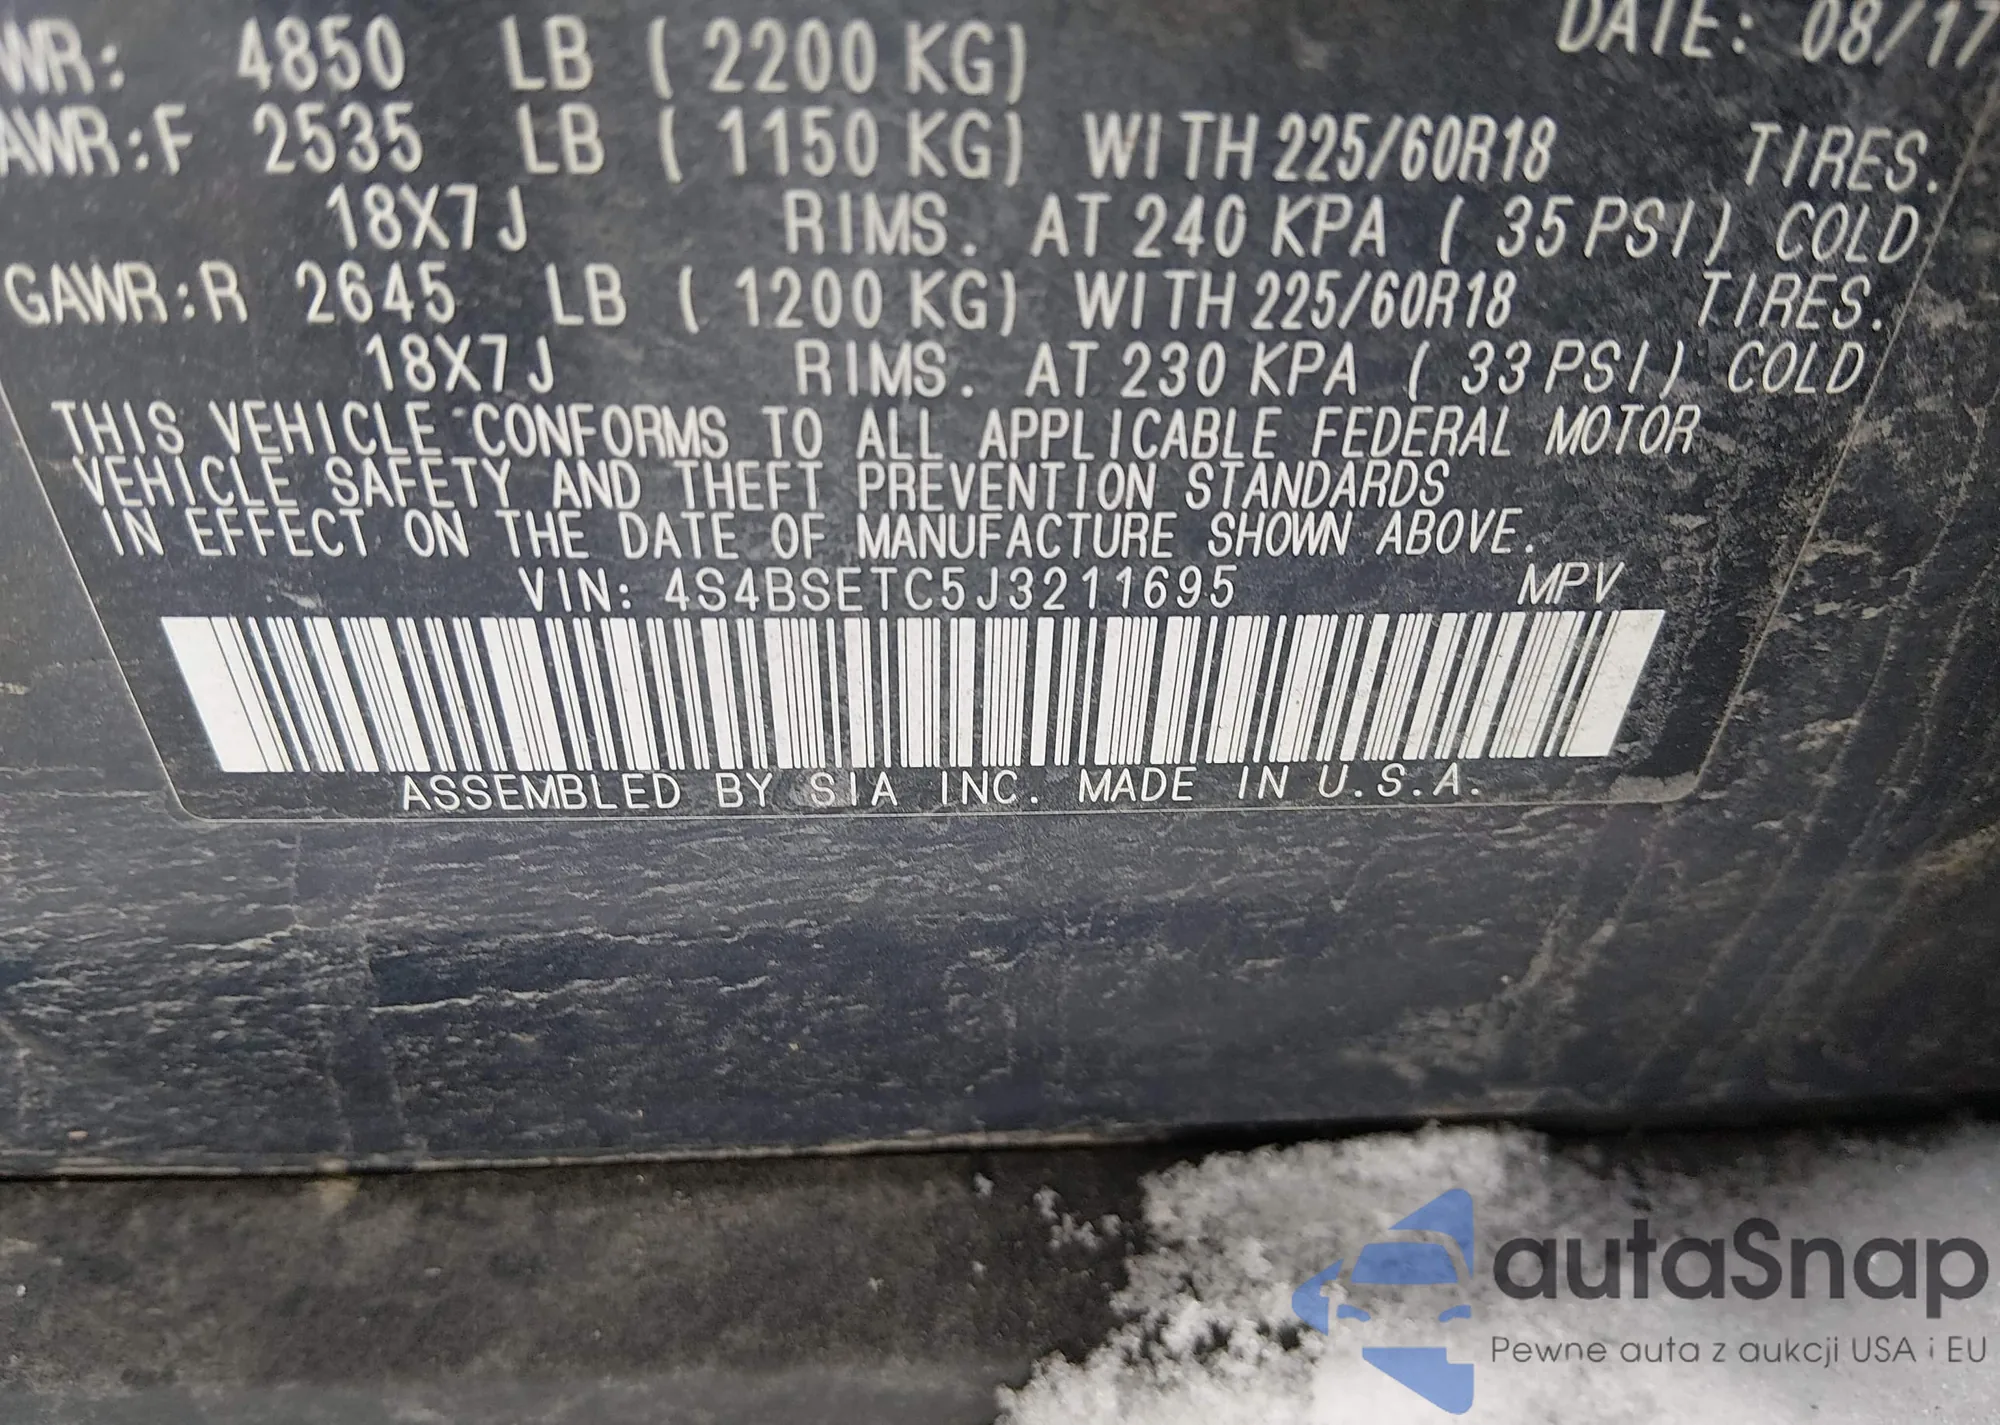 WR: 4850 LB ( 2200 KG) DATE: 08/17
AWR:F 2535 LB ( 1150 KG) WITH 225/60R18 TIRES.
18X7J RIMS. AT 240 KPA ( 35 PSI) COLD
GAWR:R 2645 LB ( 1200 KG) WITH 225/60R18 TIRES.
18X7J RIMS. AT 230 KPA ( 33 PSI) COLD
THIS VEHICLE CONFORMS TO ALL APPLICABLE FEDERAL MOTOR
VEHICLE SAFETY AND THEFT PREVENTION STANDARDS
IN EFFECT ON THE DATE OF MANUFACTURE SHOWN ABOVE.
VIN: 4S4BSETC5J3211695 MPV
ASSEMBLED BY SIA INC. MADE IN U.S.A.
autaSnap
Pewne auta z aukcji USA i EU